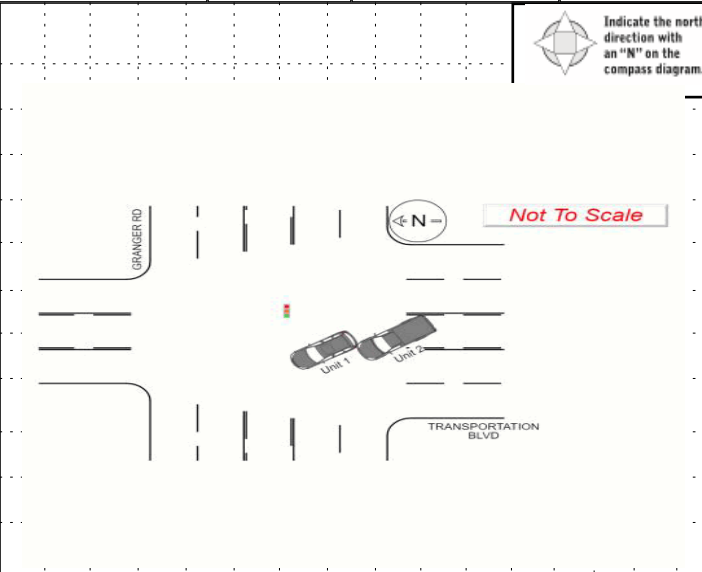 Indicate the north
direction with
an “N” on the
compass diagram.
GRANGER RD
N
Not To Scale
Unit 1
Unit 2
TRANSPORTATION
BLVD